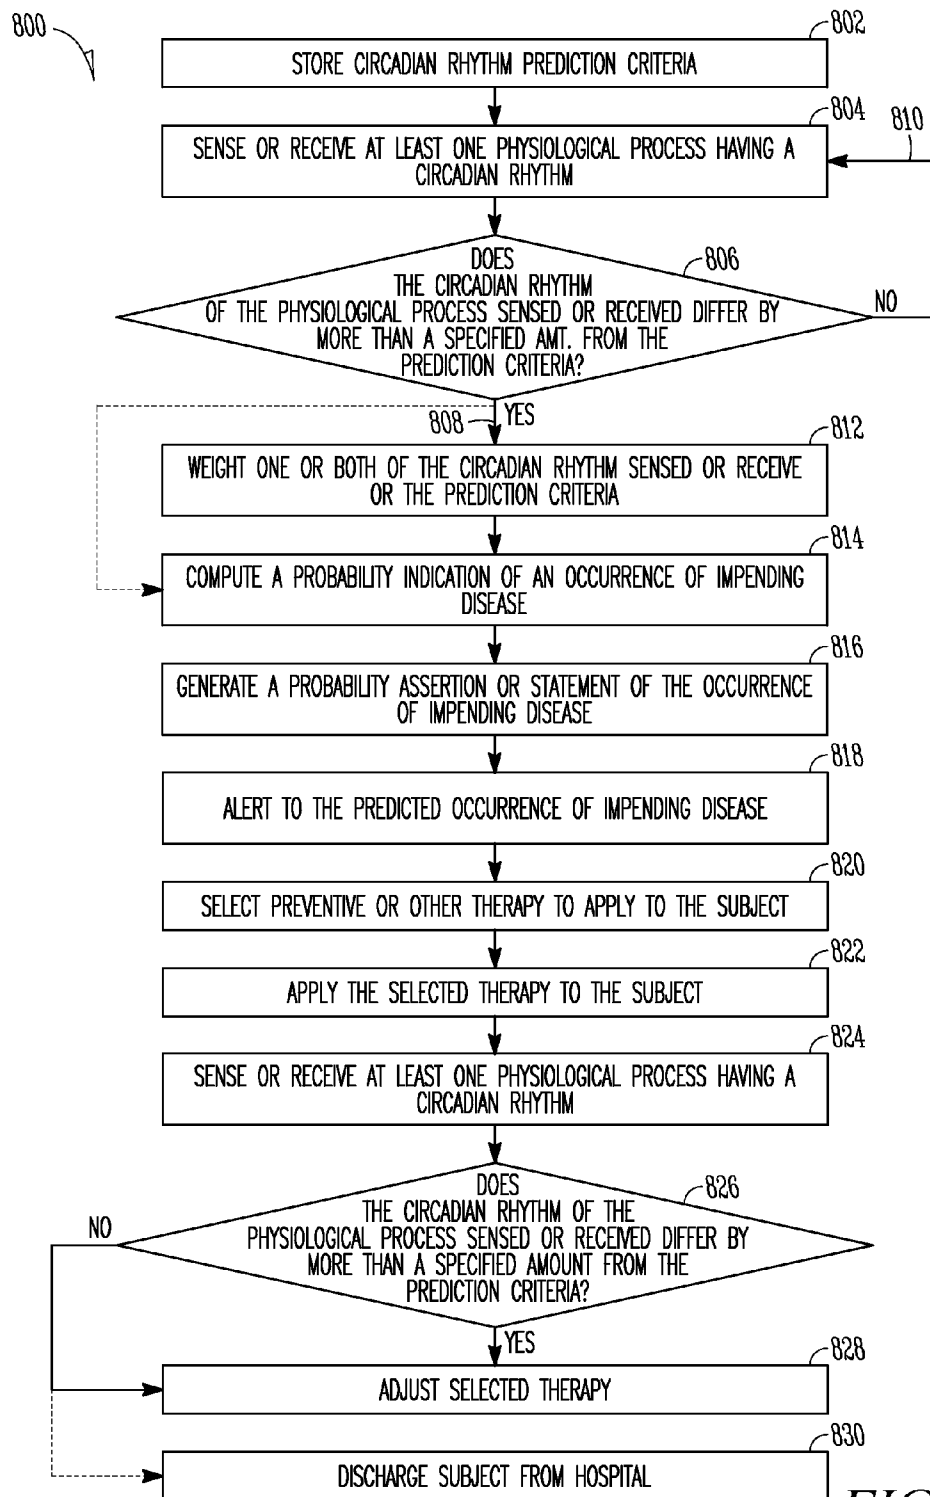 800
802
STORE CIRCADIAN RHYTHM PREDICTION CRITERIA
804
810
SENSE OR RECEIVE AT LEAST ONE PHYSIOLOGICAL PROCESS HAVING A
CIRCADIAN RHYTHM
806
DOES
THE CIRCADIAN RHYTHM
OF THE PHYSIOLOGICAL PROCESS SENSED OR RECEIVED DIFFER BY
MORE THAN A SPECIFIED AMT. FROM THE
PREDICTION CRITERIA?
NO
808
YES
812
WEIGHT ONE OR BOTH OF THE CIRCADIAN RHYTHM SENSED OR RECEIVE
OR THE PREDICTION CRITERIA
814
COMPUTE A PROBABILITY INDICATION OF AN OCCURRENCE OF IMPENDING
DISEASE
816
GENERATE A PROBABILITY ASSERTION OR STATEMENT OF THE OCCURRENCE
OF IMPENDING DISEASE
818
ALERT TO THE PREDICTED OCCURRENCE OF IMPENDING DISEASE
820
SELECT PREVENTIVE OR OTHER THERAPY TO APPLY TO THE SUBJECT
822
APPLY THE SELECTED THERAPY TO THE SUBJECT
824
SENSE OR RECEIVE AT LEAST ONE PHYSIOLOGICAL PROCESS HAVING A
CIRCADIAN RHYTHM
826
DOES
THE CIRCADIAN RHYTHM OF THE
PHYSIOLOGICAL PROCESS SENSED OR RECEIVED DIFFER BY
MORE THAN A SPECIFIED AMOUNT FROM THE
PREDICTION CRITERIA?
NO
YES
828
ADJUST SELECTED THERAPY
830
DISCHARGE SUBJECT FROM HOSPITAL